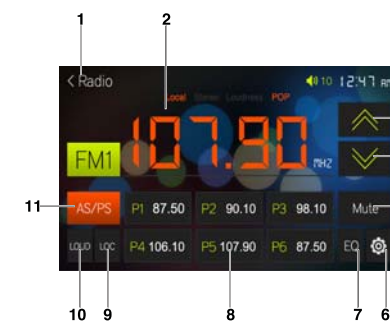 1 2
< Radio 10 12:47 AM
Local Stereo Loudness POP
FM1 107.90 MHZ
11 AS/PS P1 87.50 P2 90.10 P3 98.10 Mute
LOUD LOC P4 106.10 P5 107.90 P6 87.50 EQ
10 9 8 7 6